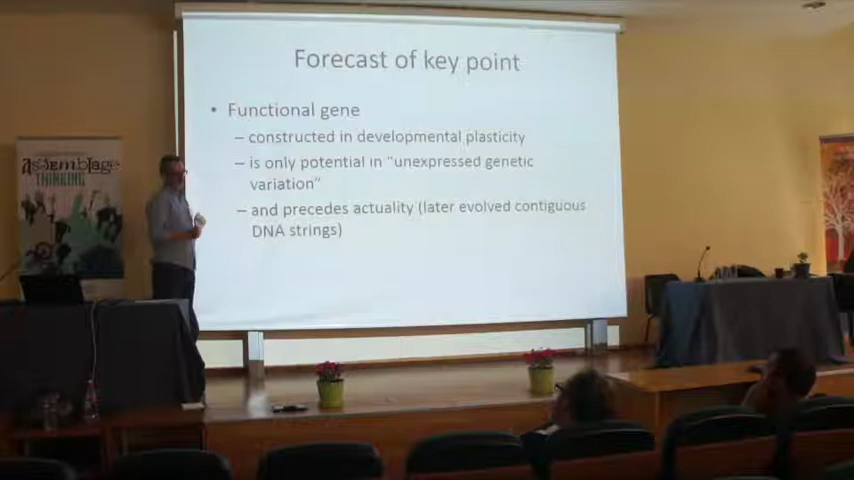 Forecast of key point
• Functional gene
– constructed in developmental plasticity
– is only potential in "unexpressed genetic
variation"
– and precedes actuality (later evolved contiguous
DNA strings)
assemblage
THINKING